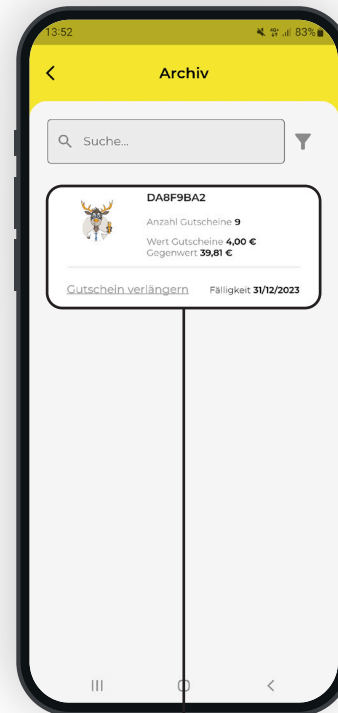 13:52
83%
Archiv
Suche...
DA8F9BA2
Anzahl Gutscheine 9
Wert Gutscheine 4,00 €
Gegenwert 39,81 €
Gutschein verlängern
Fälligkeit 31/12/2023